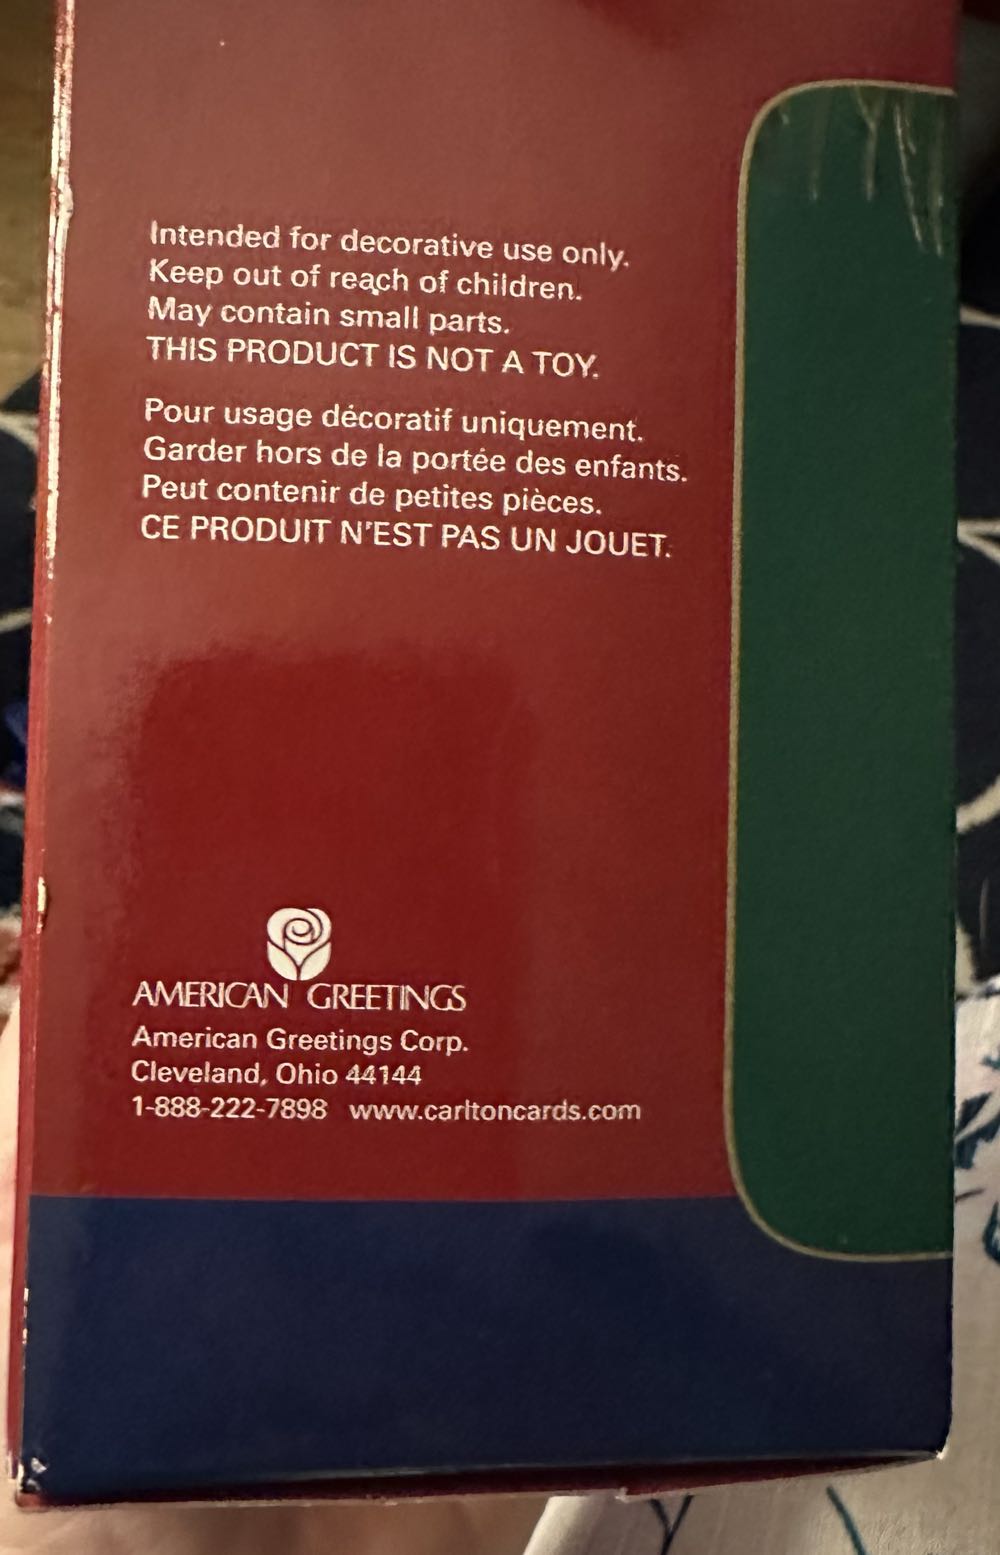 Intended for decorative use only.
Keep out of reach of children.
May contain small parts.
THIS PRODUCT IS NOT A TOY.
Pour usage décoratif uniquement.
Garder hors de la portée des enfants.
Peut contenir de petites pièces.
CE PRODUIT N'EST PAS UN JOUET.
AMERICAN GREETINGS
American Greetings Corp.
Cleveland, Ohio 44144
1-888-222-7898 www.carltoncards.com